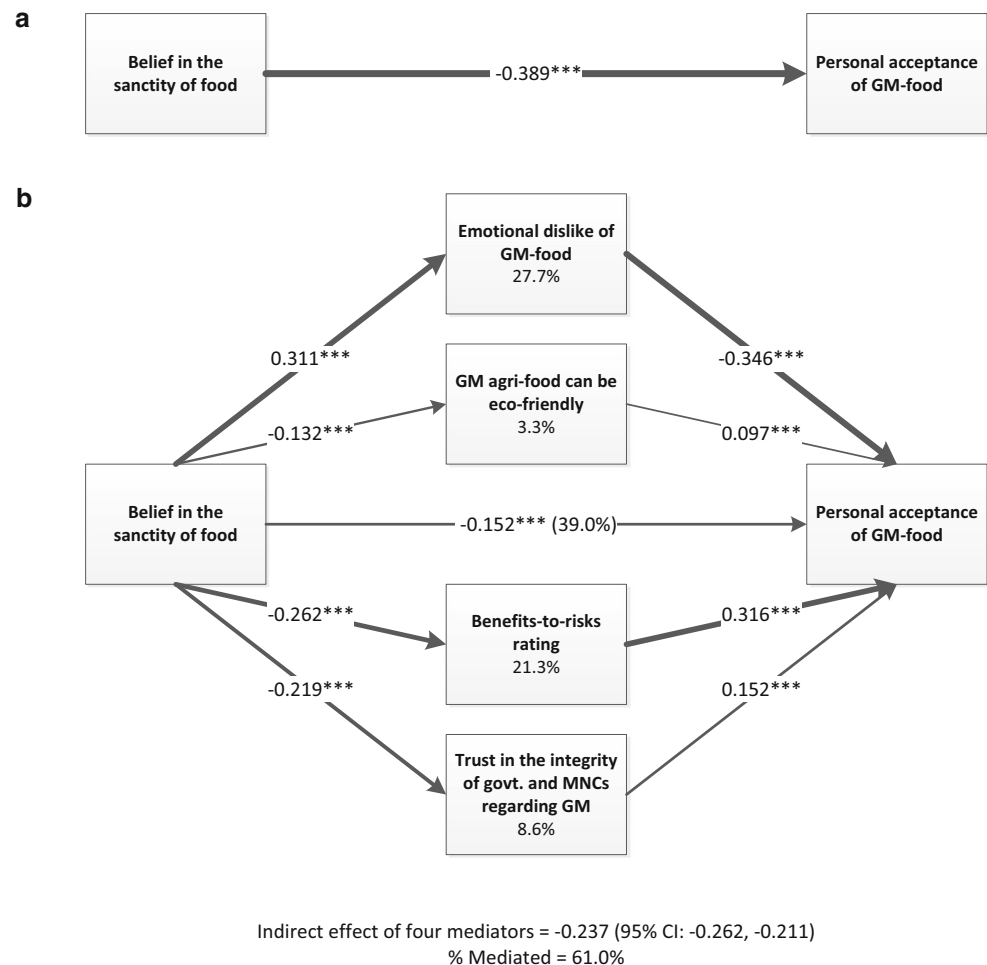 a
Belief in the
sanctity of food
-0.389***
Personal acceptance
of GM-food
b
Emotional dislike of
GM-food
27.7%
0.311***
-0.346***
GM agri-food can be
eco-friendly
3.3%
-0.132***
0.097***
Belief in the
sanctity of food
-0.152*** (39.0%)
Personal acceptance
of GM-food
-0.262***
Benefits-to-risks
rating
21.3%
0.316***
-0.219***
0.152***
Trust in the integrity
of govt. and MNCs
regarding GM
8.6%
Indirect effect of four mediators = -0.237 (95% CI: -0.262, -0.211)
% Mediated = 61.0%